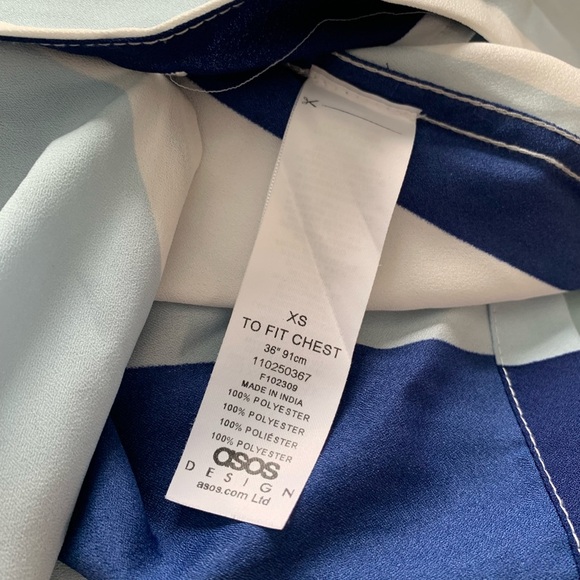 XS
TO FIT CHEST
36" 91cm
110250367
F102309
MADE IN INDIA
100% POLYESTER
100% POLYESTER
100% POLIÉSTER
100% POLYESTER
asos
DESIGN
asos.com Ltd